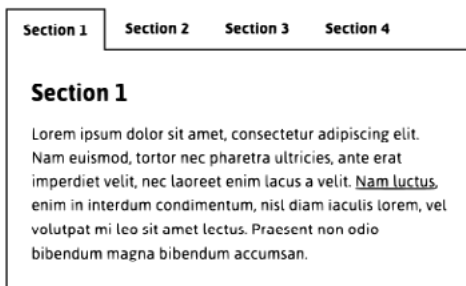 Section 1 Section 2 Section 3 Section 4
Section 1
Lorem ipsum dolor sit amet, consectetur adipiscing elit.
Nam euismod, tortor nec pharetra ultricies, ante erat
imperdiet velit, nec laoreet enim lacus a velit. Nam luctus,
enim in interdum condimentum, nisl diam iaculis lorem, vel
volutpat mi leo sit amet lectus. Praesent non odio
bibendum magna bibendum accumsan.